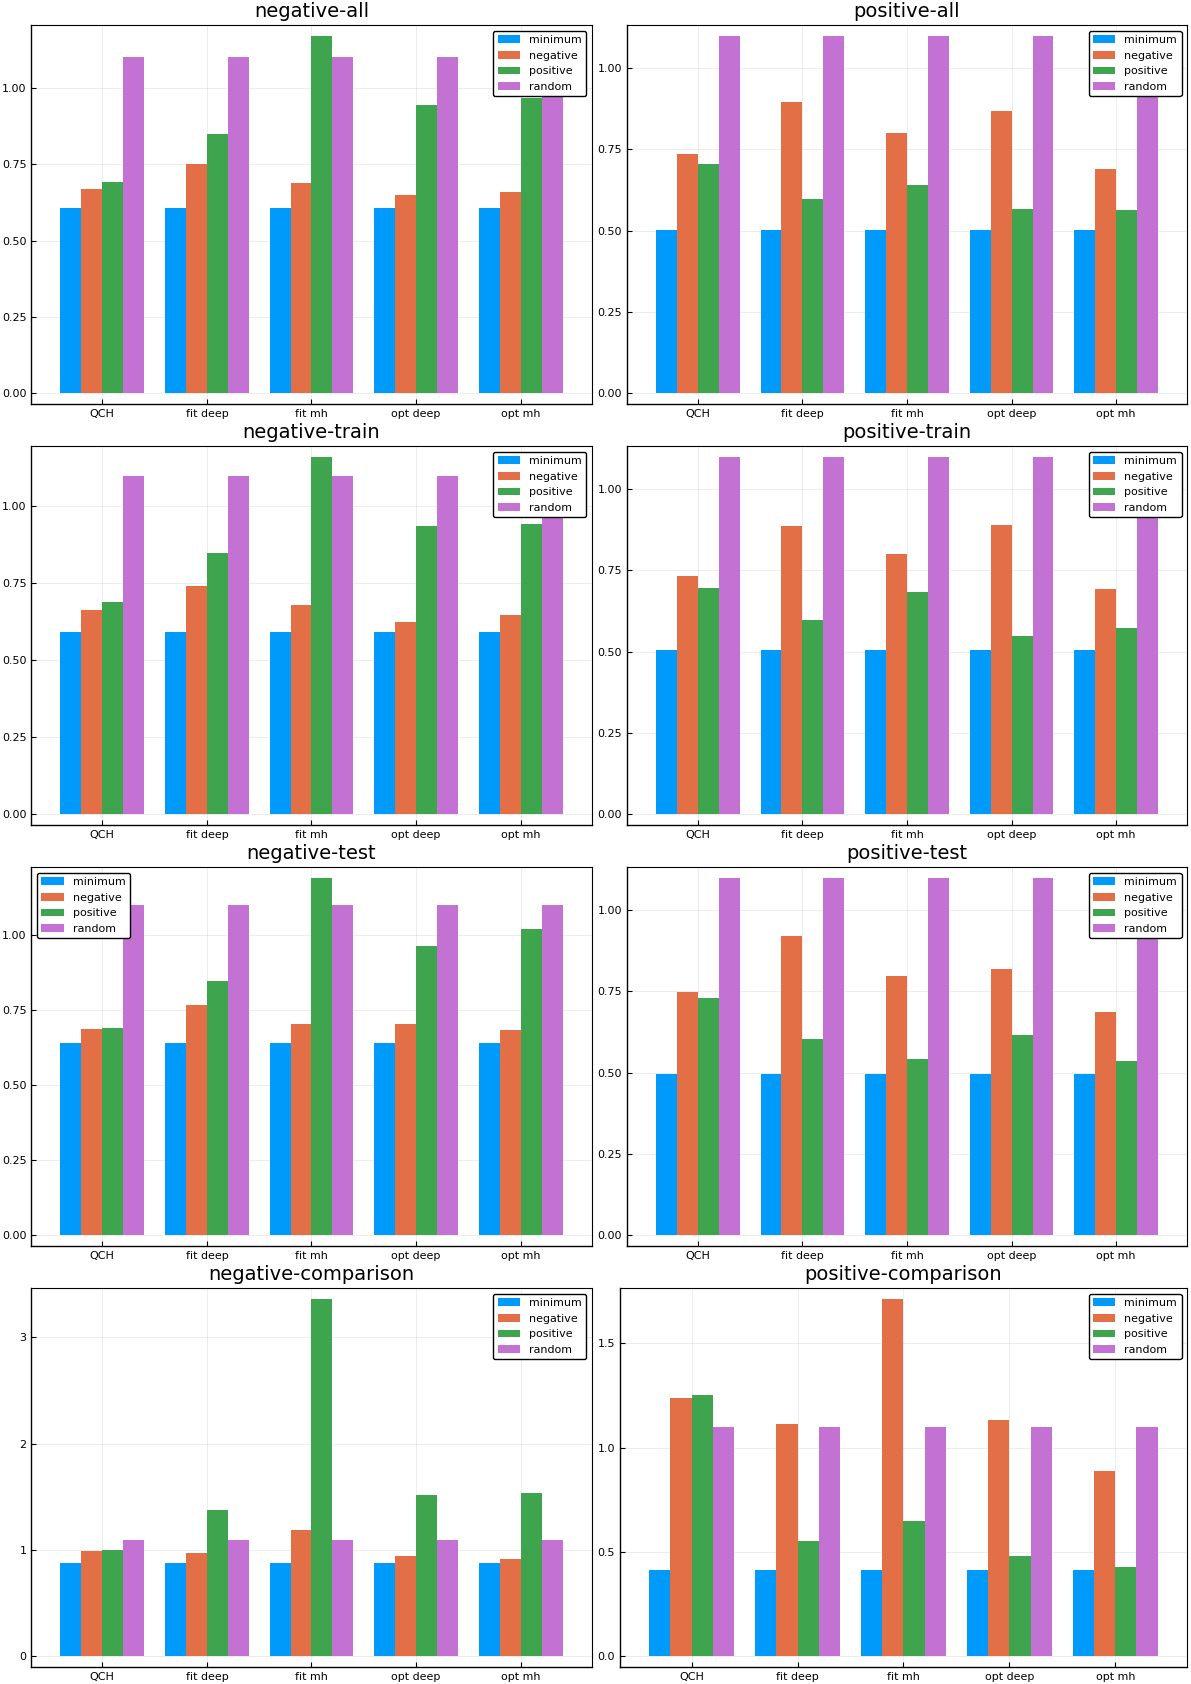 negative-all
minimum
negative
positive
random
1.00
0.75
0.50
0.25
0.00
QCH fit deep fit mh opt deep opt mh
positive-all
minimum
negative
positive
random
1.00
0.75
0.50
0.25
0.00
QCH fit deep fit mh opt deep opt mh
negative-train
minimum
negative
positive
random
1.00
0.75
0.50
0.25
0.00
QCH fit deep fit mh opt deep opt mh
positive-train
minimum
negative
positive
random
1.00
0.75
0.50
0.25
0.00
QCH fit deep fit mh opt deep opt mh
negative-test
minimum
negative
positive
random
1.00
0.75
0.50
0.25
0.00
QCH fit deep fit mh opt deep opt mh
positive-test
minimum
negative
positive
random
1.00
0.75
0.50
0.25
0.00
QCH fit deep fit mh opt deep opt mh
negative-comparison
minimum
negative
positive
random
3
2
1
0
QCH fit deep fit mh opt deep opt mh
positive-comparison
minimum
negative
positive
random
1.5
1.0
0.5
0.0
QCH fit deep fit mh opt deep opt mh